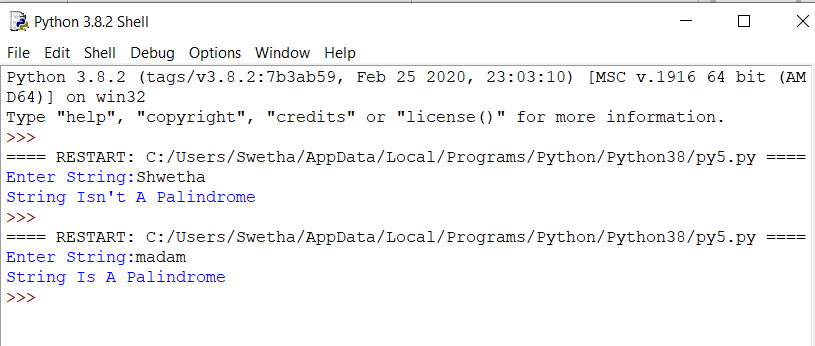 Python 3.8.2 Shell
File Edit Shell Debug Options Window Help
Python 3.8.2 (tags/v3.8.2:7b3ab59, Feb 25 2020, 23:03:10) [MSC v.1916 64 bit (AM
D64)] on win32
Type "help", "copyright", "credits" or "license()" for more information.
>>>
==== RESTART: C:/Users/Swetha/AppData/Local/Programs/Python/Python38/py5.py ====
Enter String:Shwetha
String Isn't A Palindrome
>>>
==== RESTART: C:/Users/Swetha/AppData/Local/Programs/Python/Python38/py5.py ====
Enter String:madam
String Is A Palindrome
>>>